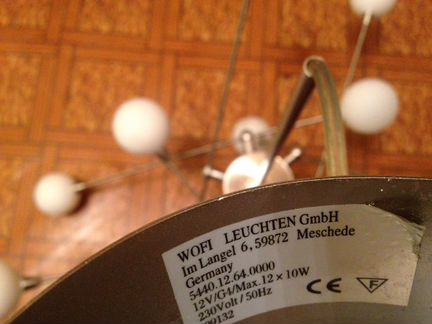 WOFI LEUCHTEN GmbH
Im Langel 6, 59872 Meschede
Germany
5440.12.64.0000
12V/G4/Max.12 × 10W
230Volt / 50Hz
CE F